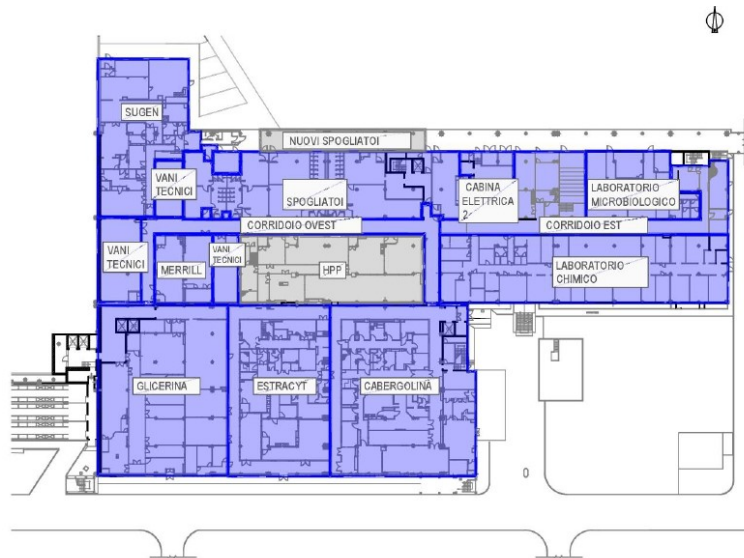 SUGEN
NUOVI SPOGLIATOI
VANI
TECNICI
SPOGLIATOI
CABINA
ELETTRICA
2
LABORATORIO
MICROBIOLOGICO
CORRIDOIO OVEST
CORRIDOIO EST
VANI
TECNICI
MERRILL
VANI
TECNICI
HPP
LABORATORIO
CHIMICO
GLICERINA
ESTRACYT
CABERGOLINA